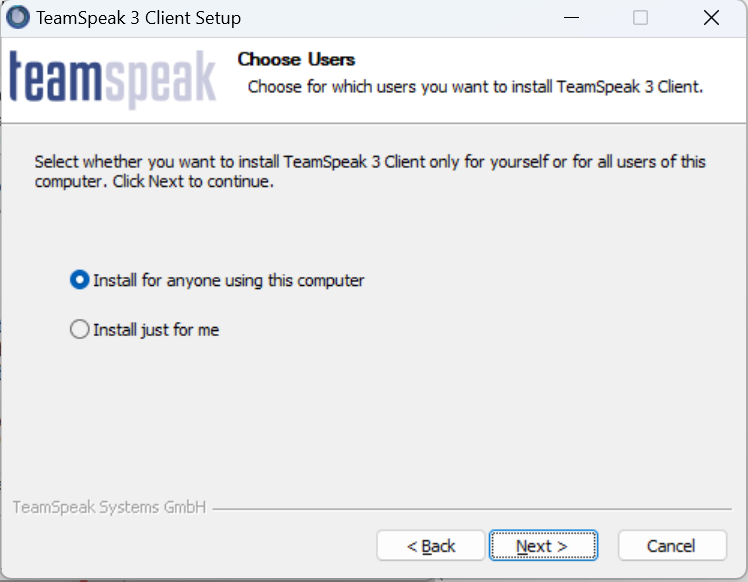 TeamSpeak 3 Client Setup
teamspeak
Choose Users
Choose for which users you want to install TeamSpeak 3 Client.
Select whether you want to install TeamSpeak 3 Client only for yourself or for all users of this
computer. Click Next to continue.
Install for anyone using this computer
Install just for me
TeamSpeak Systems GmbH
< Back
Next >
Cancel